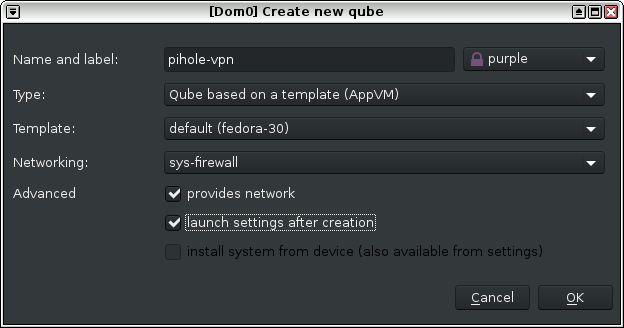 [Dom0] Create new qube
Name and label: pihole-vpn purple
Type: Qube based on a template (AppVM)
Template: default (fedora-30)
Networking: sys-firewall
Advanced provides network
launch settings after creation
install system from device (also available from settings)
Cancel OK